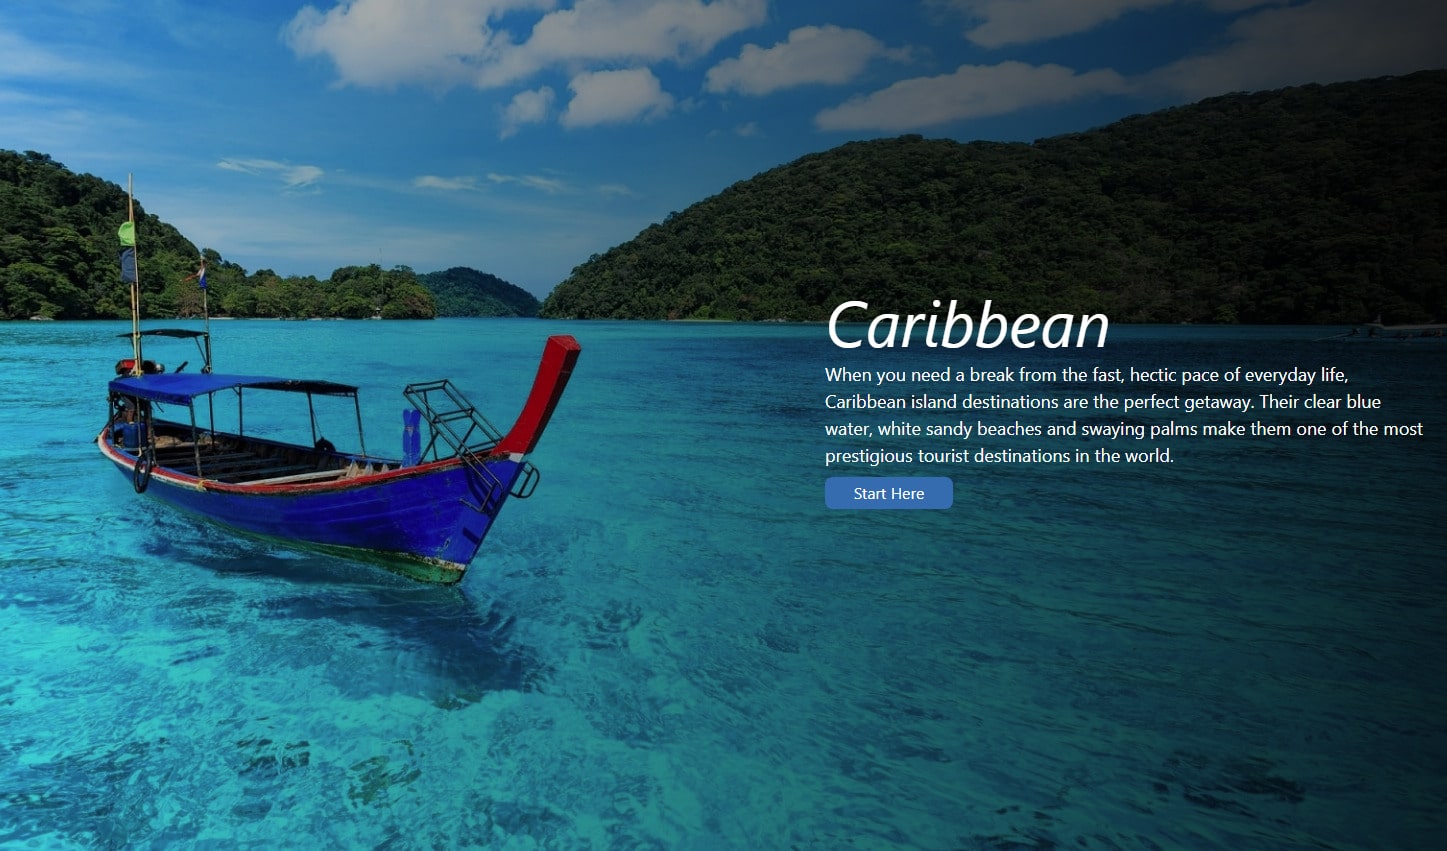 Caribbean
When you need a break from the fast, hectic pace of everyday life,
Caribbean island destinations are the perfect getaway. Their clear blue
water, white sandy beaches and swaying palms make them one of the most
prestigious tourist destinations in the world.
Start Here